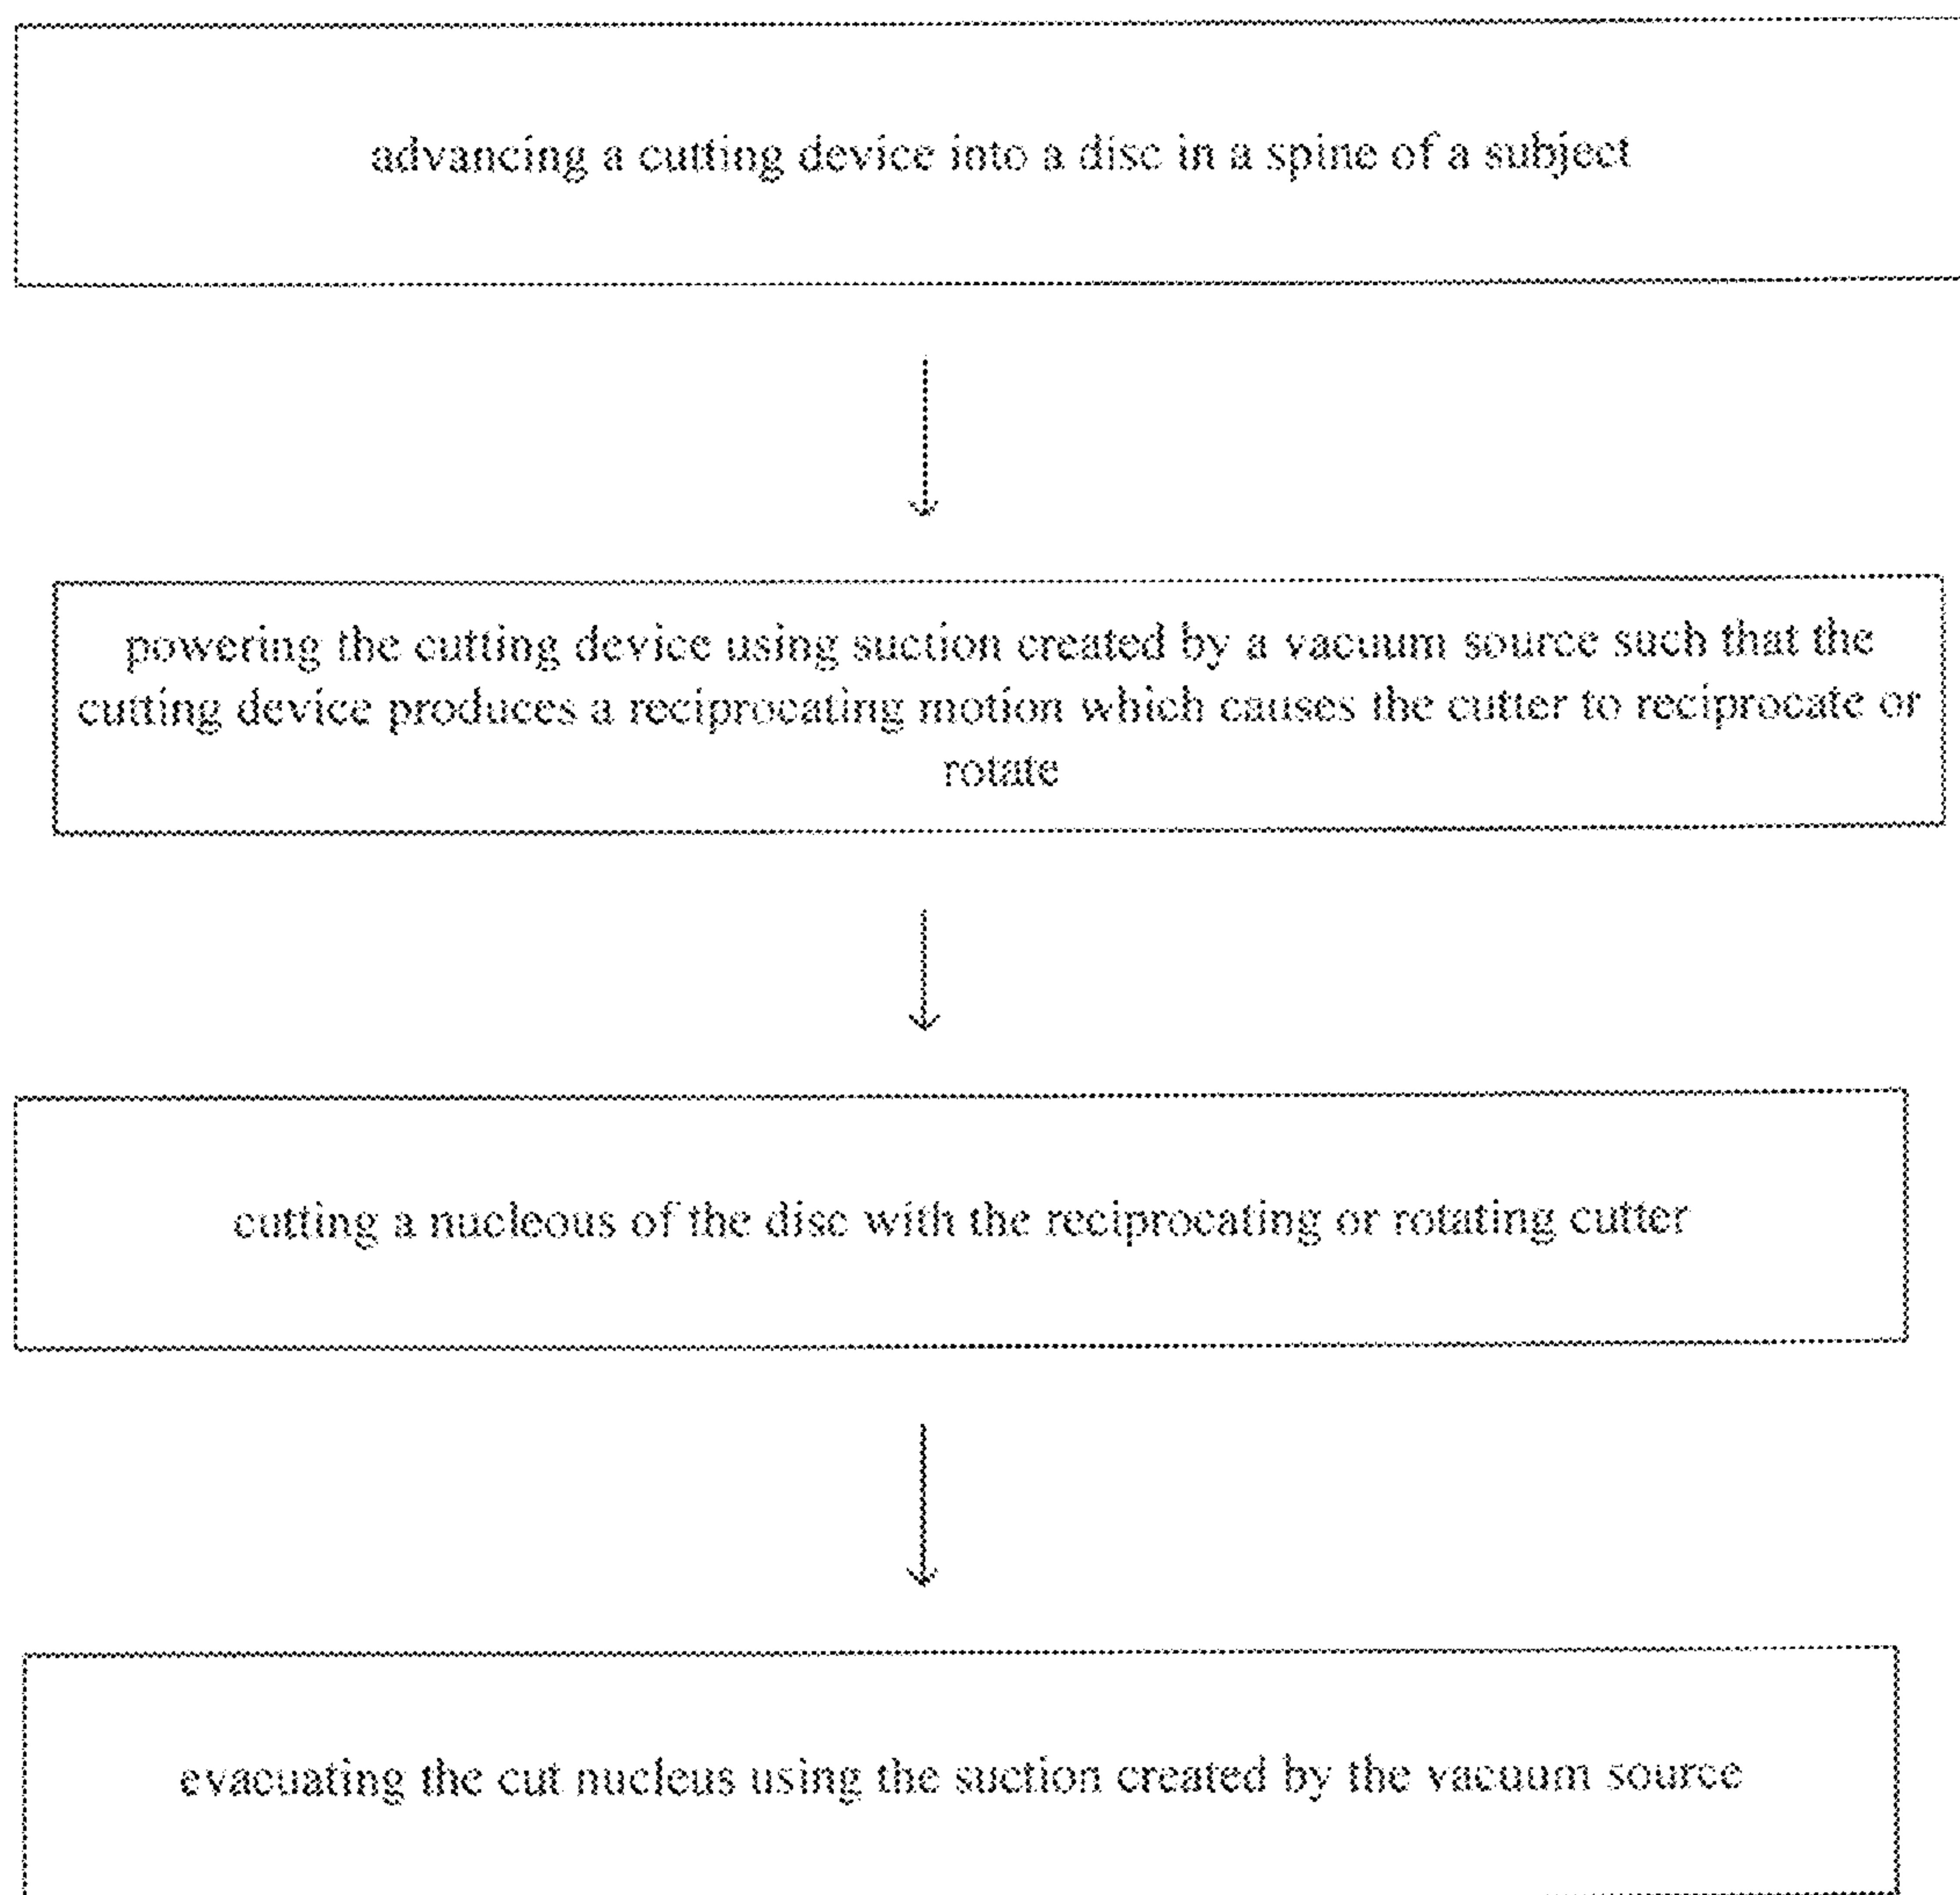 advancing a cutting device into a disc in a spine of a subject
powering the cutting device using suction created by a vacuum source such that the
cutting device produces a reciprocating motion which causes the cutter to reciprocate or
rotate
cutting a nucleous of the disc with the reciprocating or rotating cutter
evacuating the cut nucleus using the suction created by the vacuum source